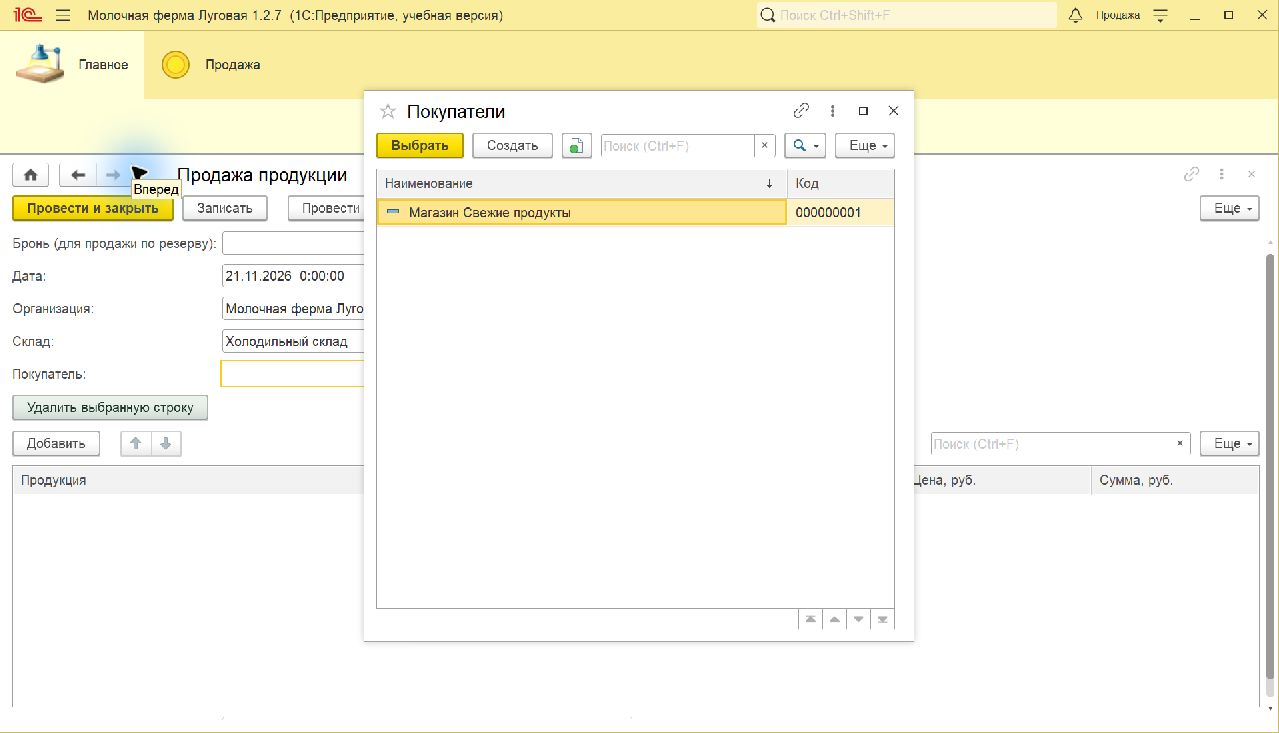 1С Молочная ферма Луговая 1.2.7 (1С:Предприятие, учебная версия) Поиск Ctrl+Shift+F Продажа
Главное Продажа
Покупатели
Выбрать Создать Поиск (Ctrl+F) × Еще
Наименование ↓ Код
Магазин Свежие продукты 000000001
Продажа продукции
Вперед
Провести и закрыть Записать Провести Еще
Бронь (для продажи по резерву):
Дата: 21.11.2026 0:00:00
Организация: Молочная ферма Луго
Склад: Холодильный склад
Покупатель:
Удалить выбранную строку
Добавить Поиск (Ctrl+F) × Еще
Продукция Цена, руб. Сумма, руб.